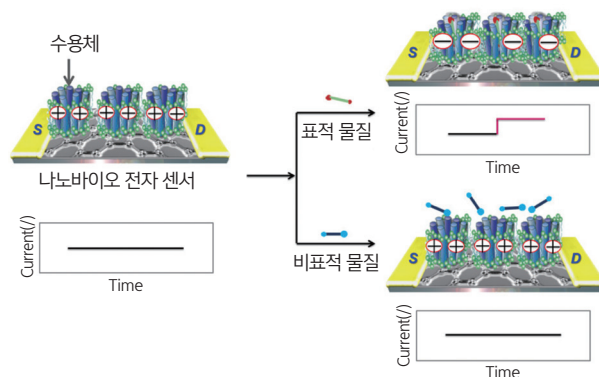 수용체
S
D
나노바이오 전자 센서
Current(/)
Time
표적 물질
비표적 물질
S
D
Current(/)
Time
S
D
Current(/)
Time